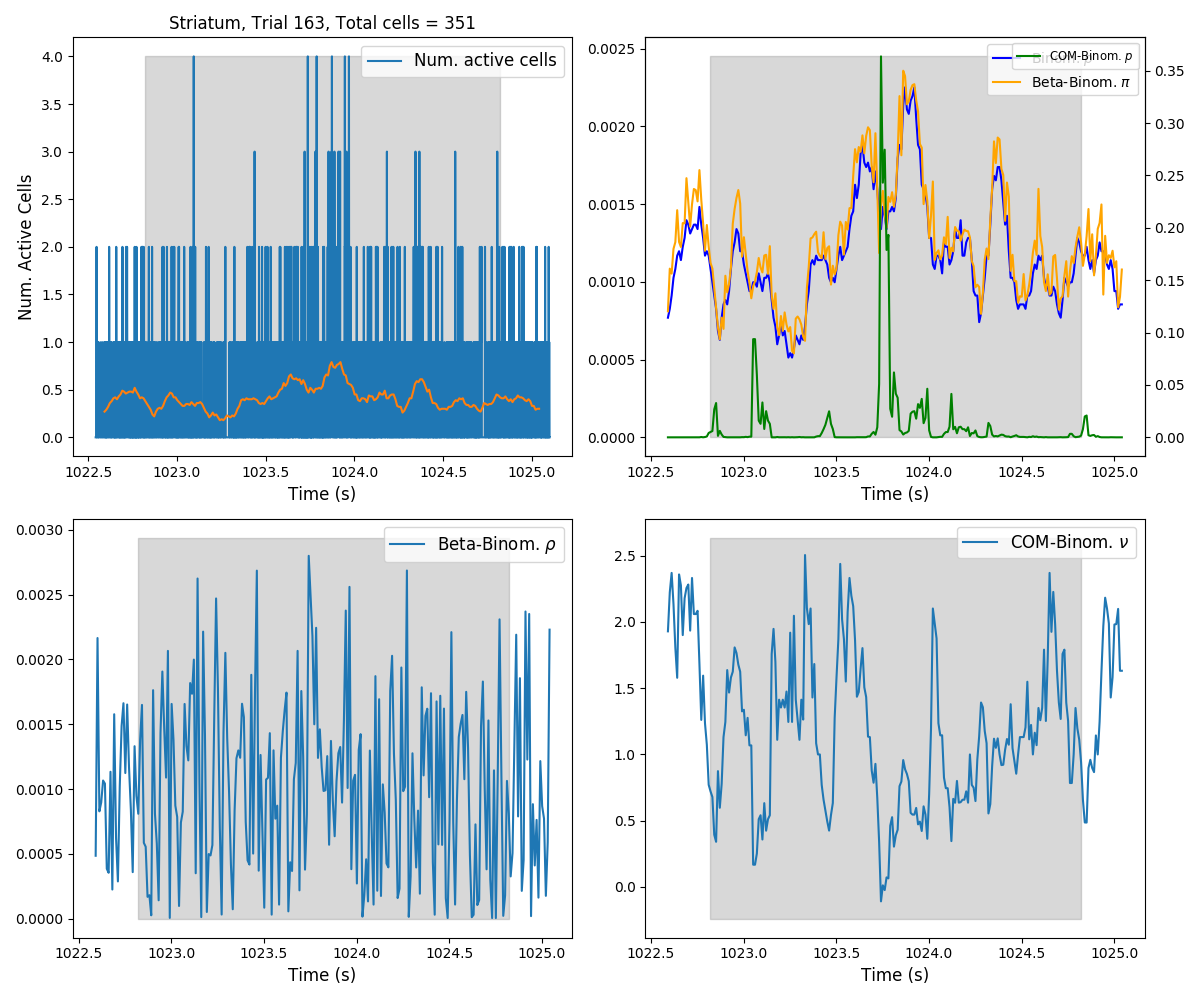 Striatum, Trial 163, Total cells = 351
Num. active cells
Num. Active Cells
4.0
3.5
3.0
2.5
2.0
1.5
1.0
0.5
0.0
1022.5 1023.0 1023.5 1024.0 1024.5 1025.0
Time (s)
COM-Binom. p
Beta-Binom. π
0.0025
0.0020
0.0015
0.0010
0.0005
0.0000
0.35
0.30
0.25
0.20
0.15
0.10
0.05
0.00
1022.5 1023.0 1023.5 1024.0 1024.5 1025.0
Time (s)
Beta-Binom. ρ
0.0030
0.0025
0.0020
0.0015
0.0010
0.0005
0.0000
1022.5 1023.0 1023.5 1024.0 1024.5 1025.0
Time (s)
COM-Binom. ν
2.5
2.0
1.5
1.0
0.5
0.0
1022.5 1023.0 1023.5 1024.0 1024.5 1025.0
Time (s)